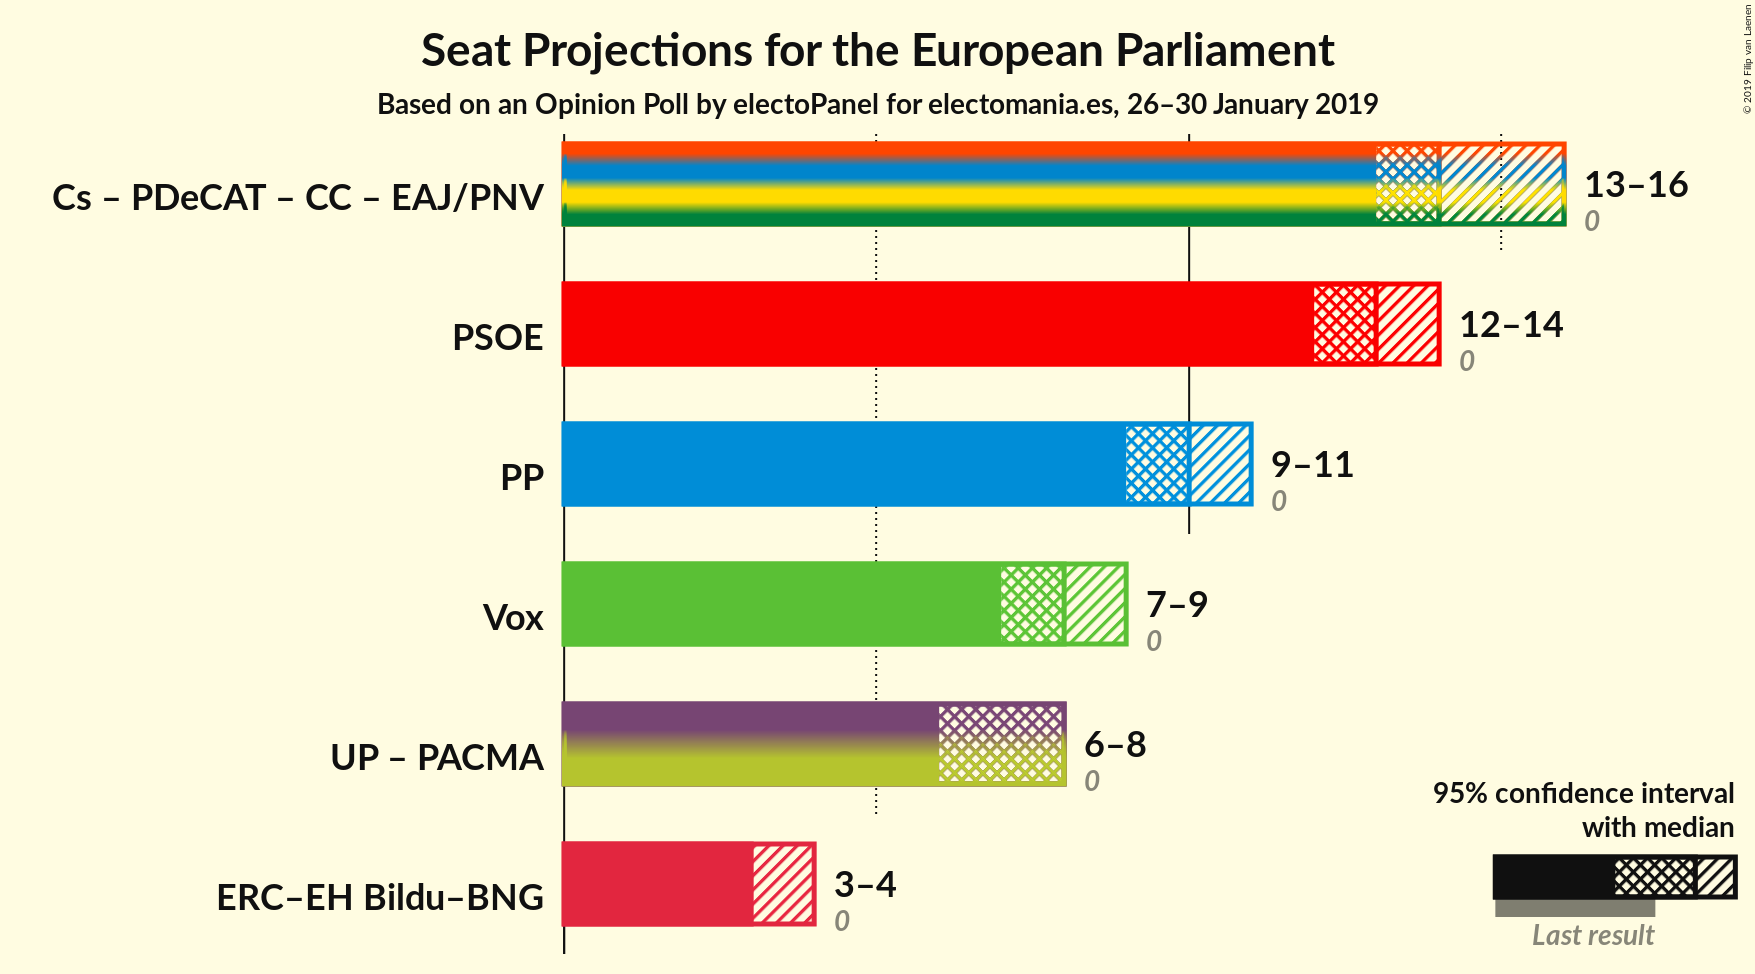 Seat Projections for the European Parliament
Based on an Opinion Poll by electoPanel for electomania.es, 26–30 January 2019
© 2019 Filip van Laenen
Cs – PDeCAT – CC – EAJ/PNV
13–16
0
PSOE
12–14
0
PP
9–11
0
Vox
7–9
0
UP – PACMA
6–8
0
ERC–EH Bildu–BNG
3–4
0
95% confidence interval
with median
Last result